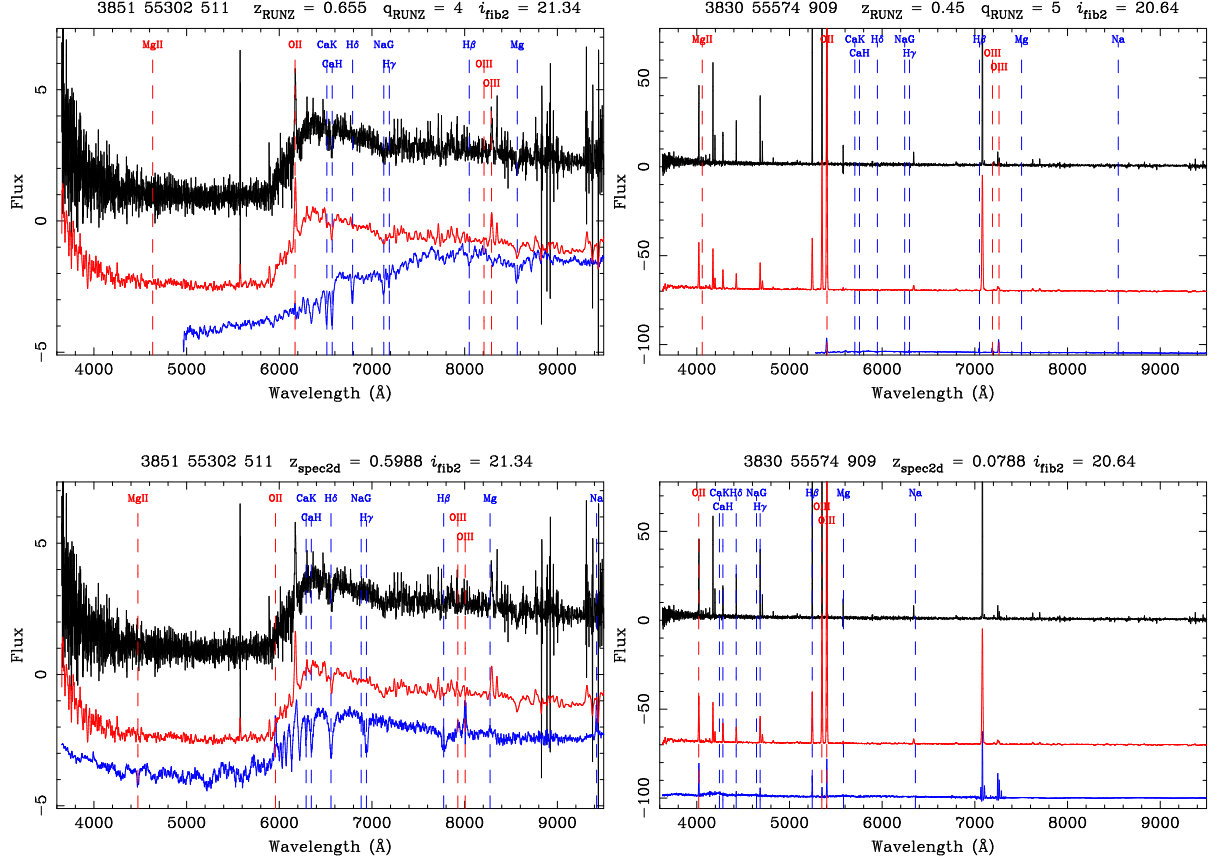 3851 55302 511 z_RUNZ = 0.655 q_RUNZ = 4 i_fib2 = 21.34
MgII OII CaK Hδ NaG Hβ Mg
CaH Hγ OIII
OIII
Flux
5
0
−5
4000 5000 6000 7000 8000 9000
Wavelength (Å)
3830 55574 909 z_RUNZ = 0.45 q_RUNZ = 5 i_fib2 = 20.64
MgII OII CaK Hδ NaG Hβ Mg Na
CaH Hγ OIII
OIII
Flux
50
0
−50
−100
4000 5000 6000 7000 8000 9000
Wavelength (Å)
3851 55302 511 z_spec2d = 0.5988 i_fib2 = 21.34
MgII OII CaK Hδ NaG Hβ Mg Na
CaH Hγ OIII
OIII
Flux
5
0
−5
4000 5000 6000 7000 8000 9000
Wavelength (Å)
3830 55574 909 z_spec2d = 0.0788 i_fib2 = 20.64
OII CaK Hδ NaG Hβ Mg Na
CaH Hγ OIII
OIII
Flux
50
0
−50
−100
4000 5000 6000 7000 8000 9000
Wavelength (Å)